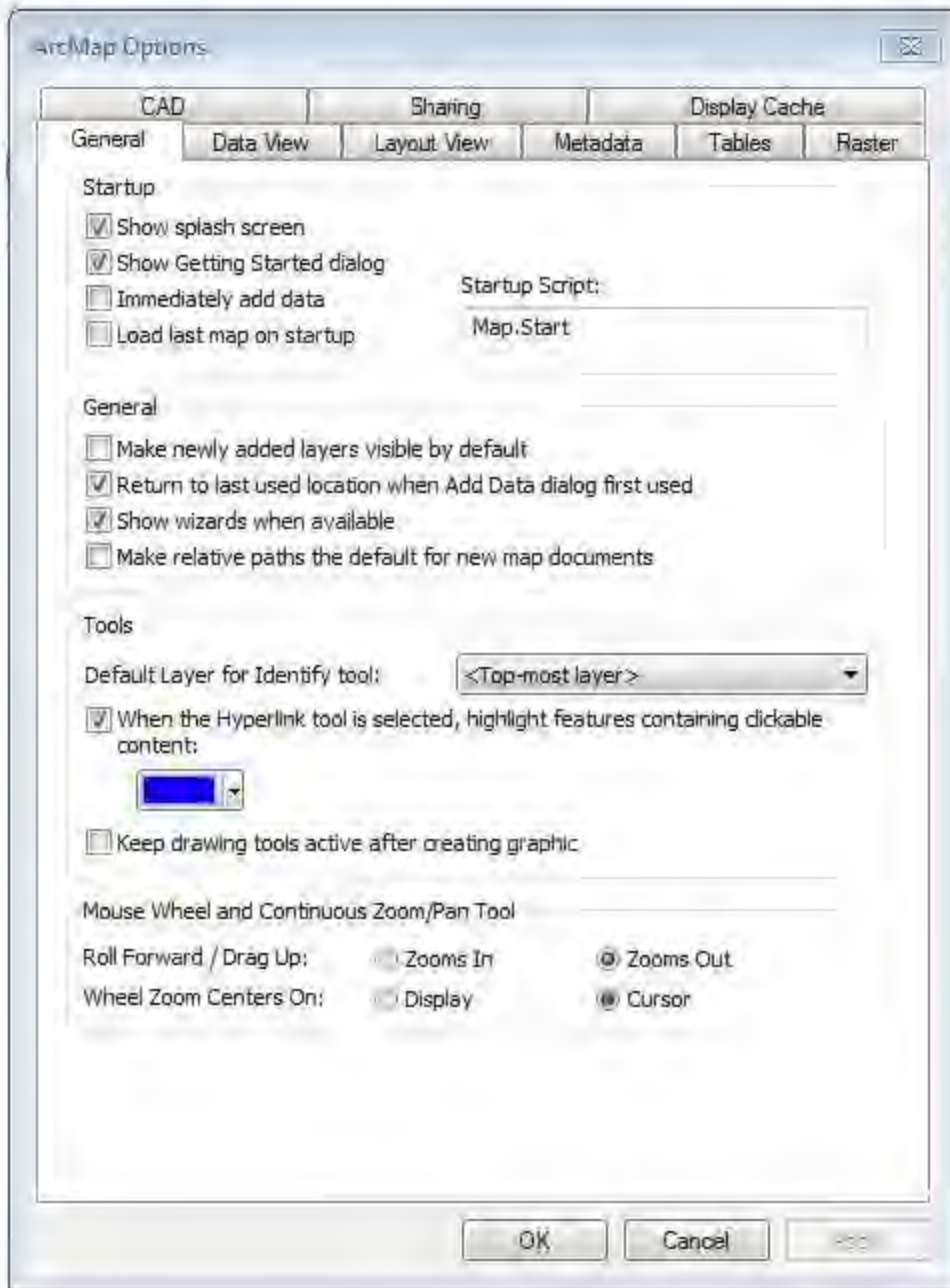 ArcMap Options
CAD Sharing Display Cache
General Data View Layout View Metadata Tables Raster
Startup
Show splash screen
Show Getting Started dialog
Immediately add data
Load last map on startup
Startup Script:
Map.Start
General
Make newly added layers visible by default
Return to last used location when Add Data dialog first used
Show wizards when available
Make relative paths the default for new map documents
Tools
Default Layer for Identify tool: <Top-most layer>
When the Hyperlink tool is selected, highlight features containing clickable
content:
Keep drawing tools active after creating graphic
Mouse Wheel and Continuous Zoom/Pan Tool
Roll Forward / Drag Up: Zooms In Zooms Out
Wheel Zoom Centers On: Display Cursor
OK Cancel